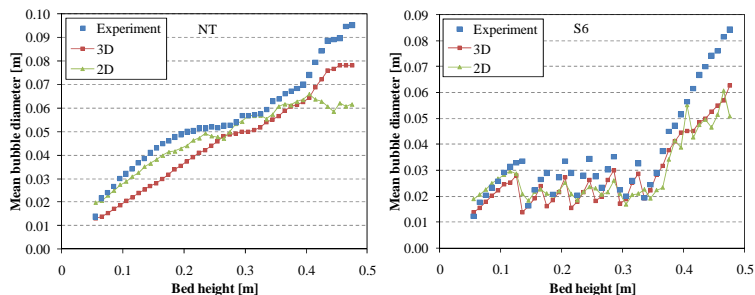 NT
Experiment
3D
2D
Mean bubble diameter [m]
0.10
0.09
0.08
0.07
0.06
0.05
0.04
0.03
0.02
0.01
0.00
0
0.1
0.2
0.3
0.4
0.5
Bed height [m]
S6
Experiment
3D
2D
Mean bubble diameter [m]
0.09
0.08
0.07
0.06
0.05
0.04
0.03
0.02
0.01
0.00
0
0.1
0.2
0.3
0.4
0.5
Bed height [m]